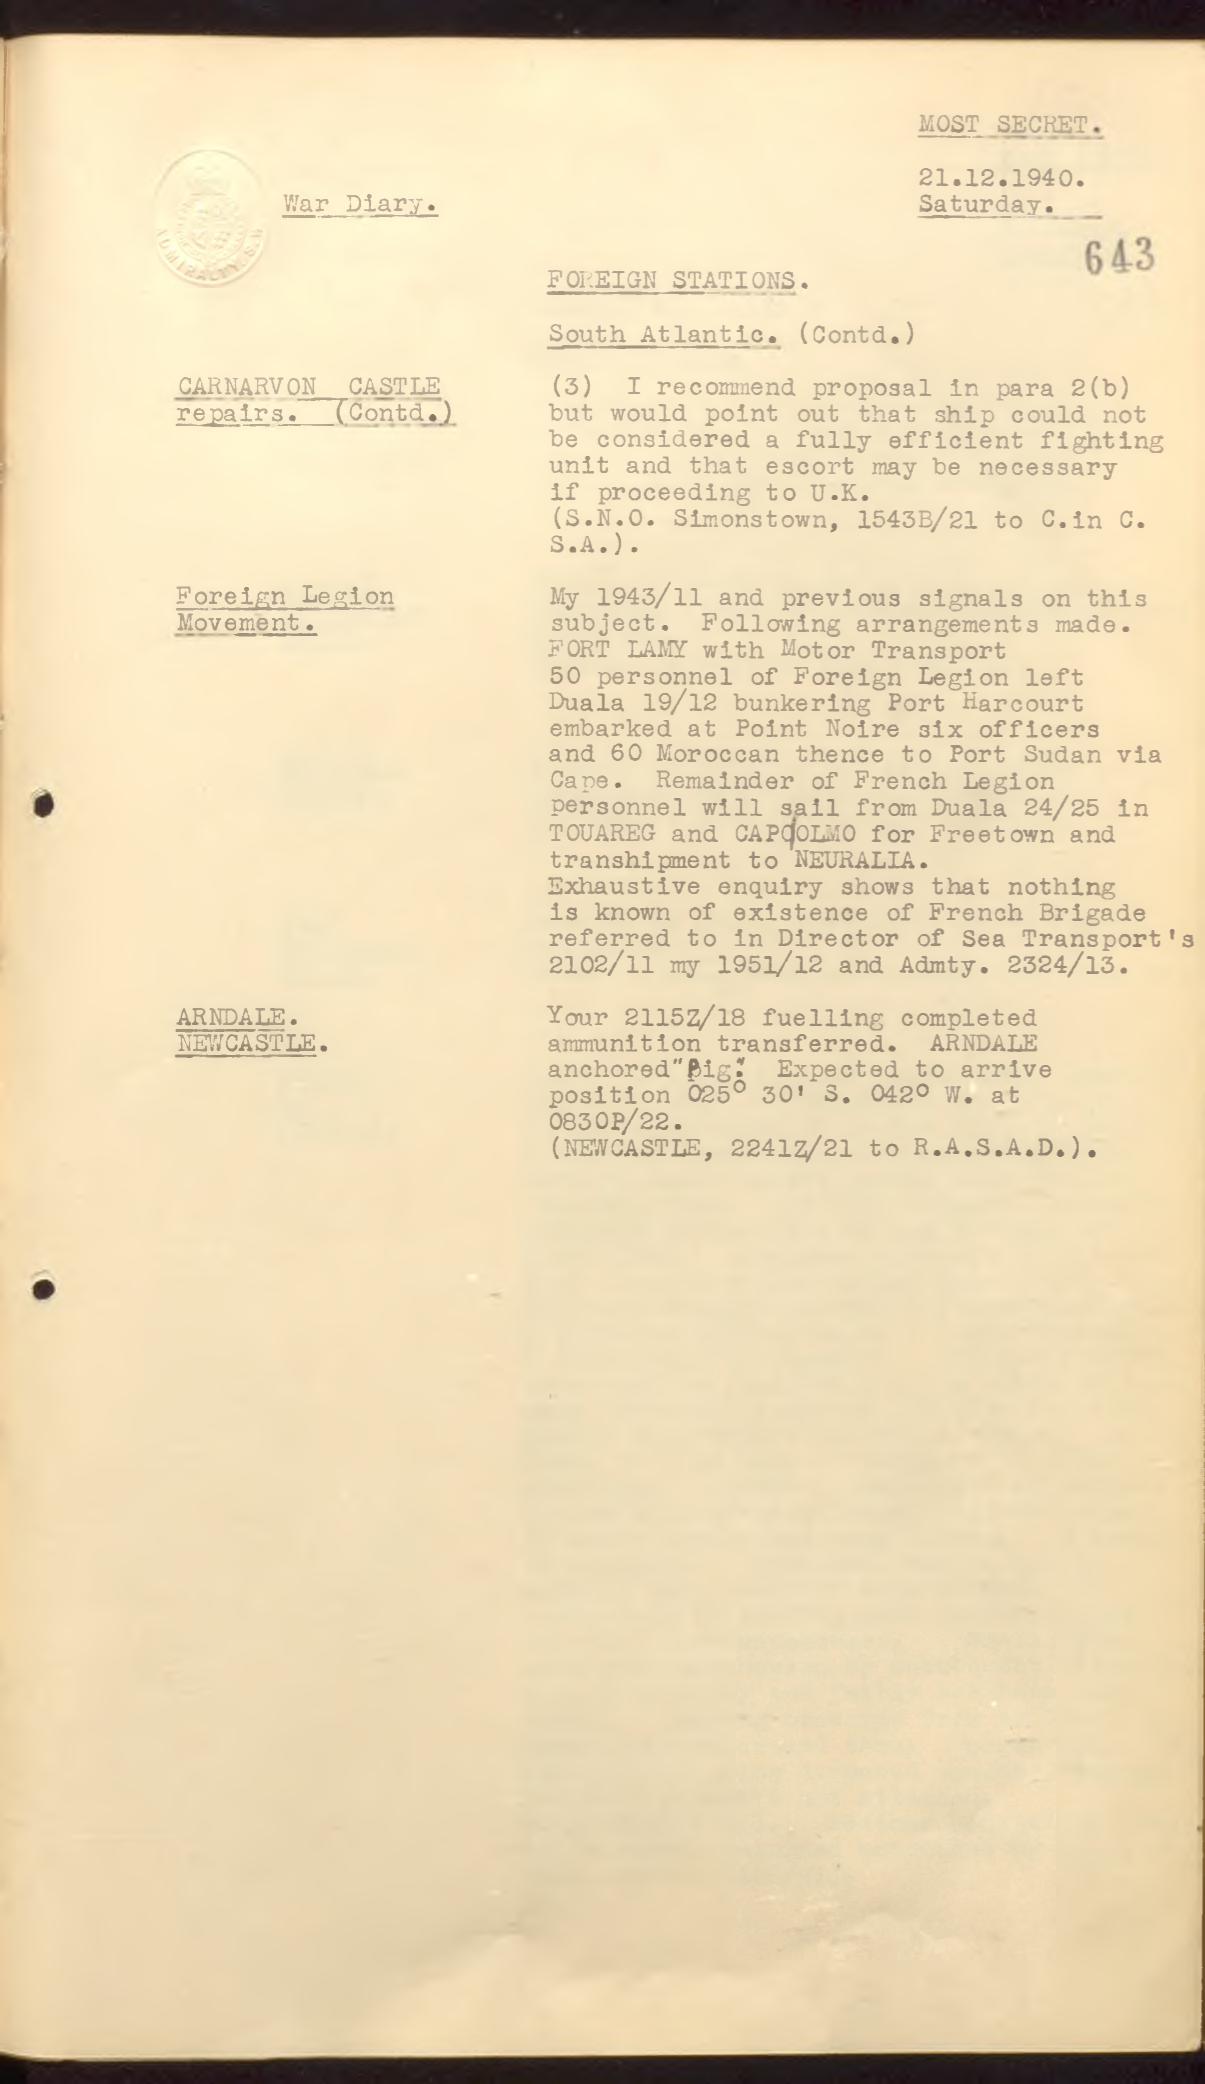 MOST SECRET.
21.12.1940.
Saturday.
War Diary.
ADMIRALTY. S.W.
643
FOREIGN STATIONS.
South Atlantic. (Contd.)
CARNARVON CASTLE
repairs. (Contd.)
(3) I recommend proposal in para 2(b)
but would point out that ship could not
be considered a fully efficient fighting
unit and that escort may be necessary
if proceeding to U.K.
(S.N.O. Simonstown, 1543B/21 to C.in C.
S.A.).
Foreign Legion
Movement.
My 1943/11 and previous signals on this
subject. Following arrangements made.
FORT LAMY with Motor Transport
50 personnel of Foreign Legion left
Duala 19/12 bunkering Port Harcourt
embarked at Point Noire six officers
and 60 Moroccan thence to Port Sudan via
Cape. Remainder of French Legion
personnel will sail from Duala 24/25 in
TOUAREG and CAPO OLMO for Freetown and
transhipment to NEURALIA.
Exhaustive enquiry shows that nothing
is known of existence of French Brigade
referred to in Director of Sea Transport's
2102/11 my 1951/12 and Admty. 2324/13.
ARNDALE.
NEWCASTLE.
Your 2115Z/18 fuelling completed
ammunition transferred. ARNDALE
anchored "Pig". Expected to arrive
position 025° 30' S. 042° W. at
0830P/22.
(NEWCASTLE, 2241Z/21 to R.A.S.A.D.).